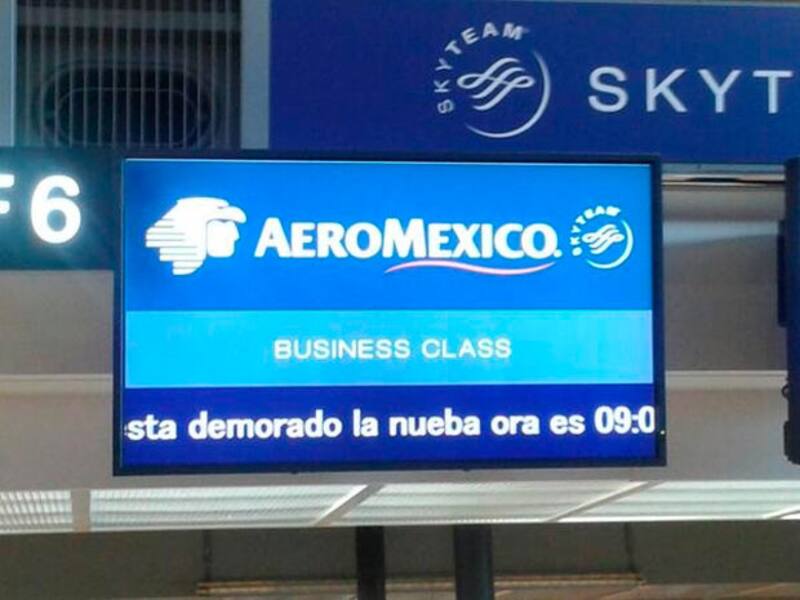 SKYTEAM
SKYT
F6
AEROMEXICO.
SKYTEAM
BUSINESS CLASS
sta demorado la nueba ora es 09:0